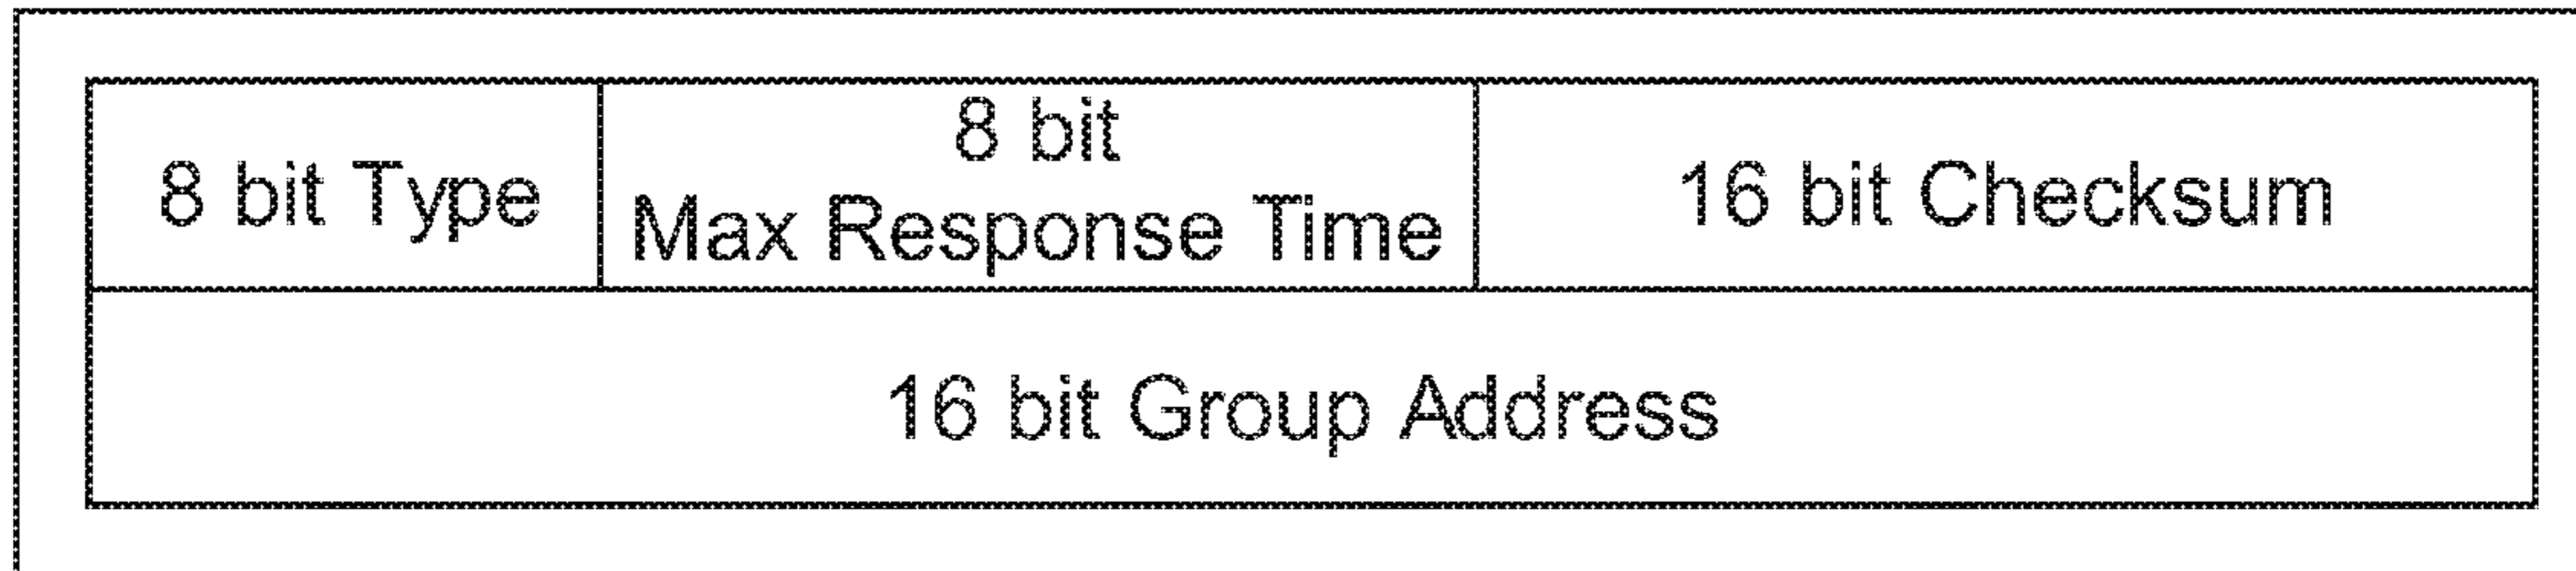 8 bit Type
8 bit
Max Response Time
16 bit Checksum
16 bit Group Address